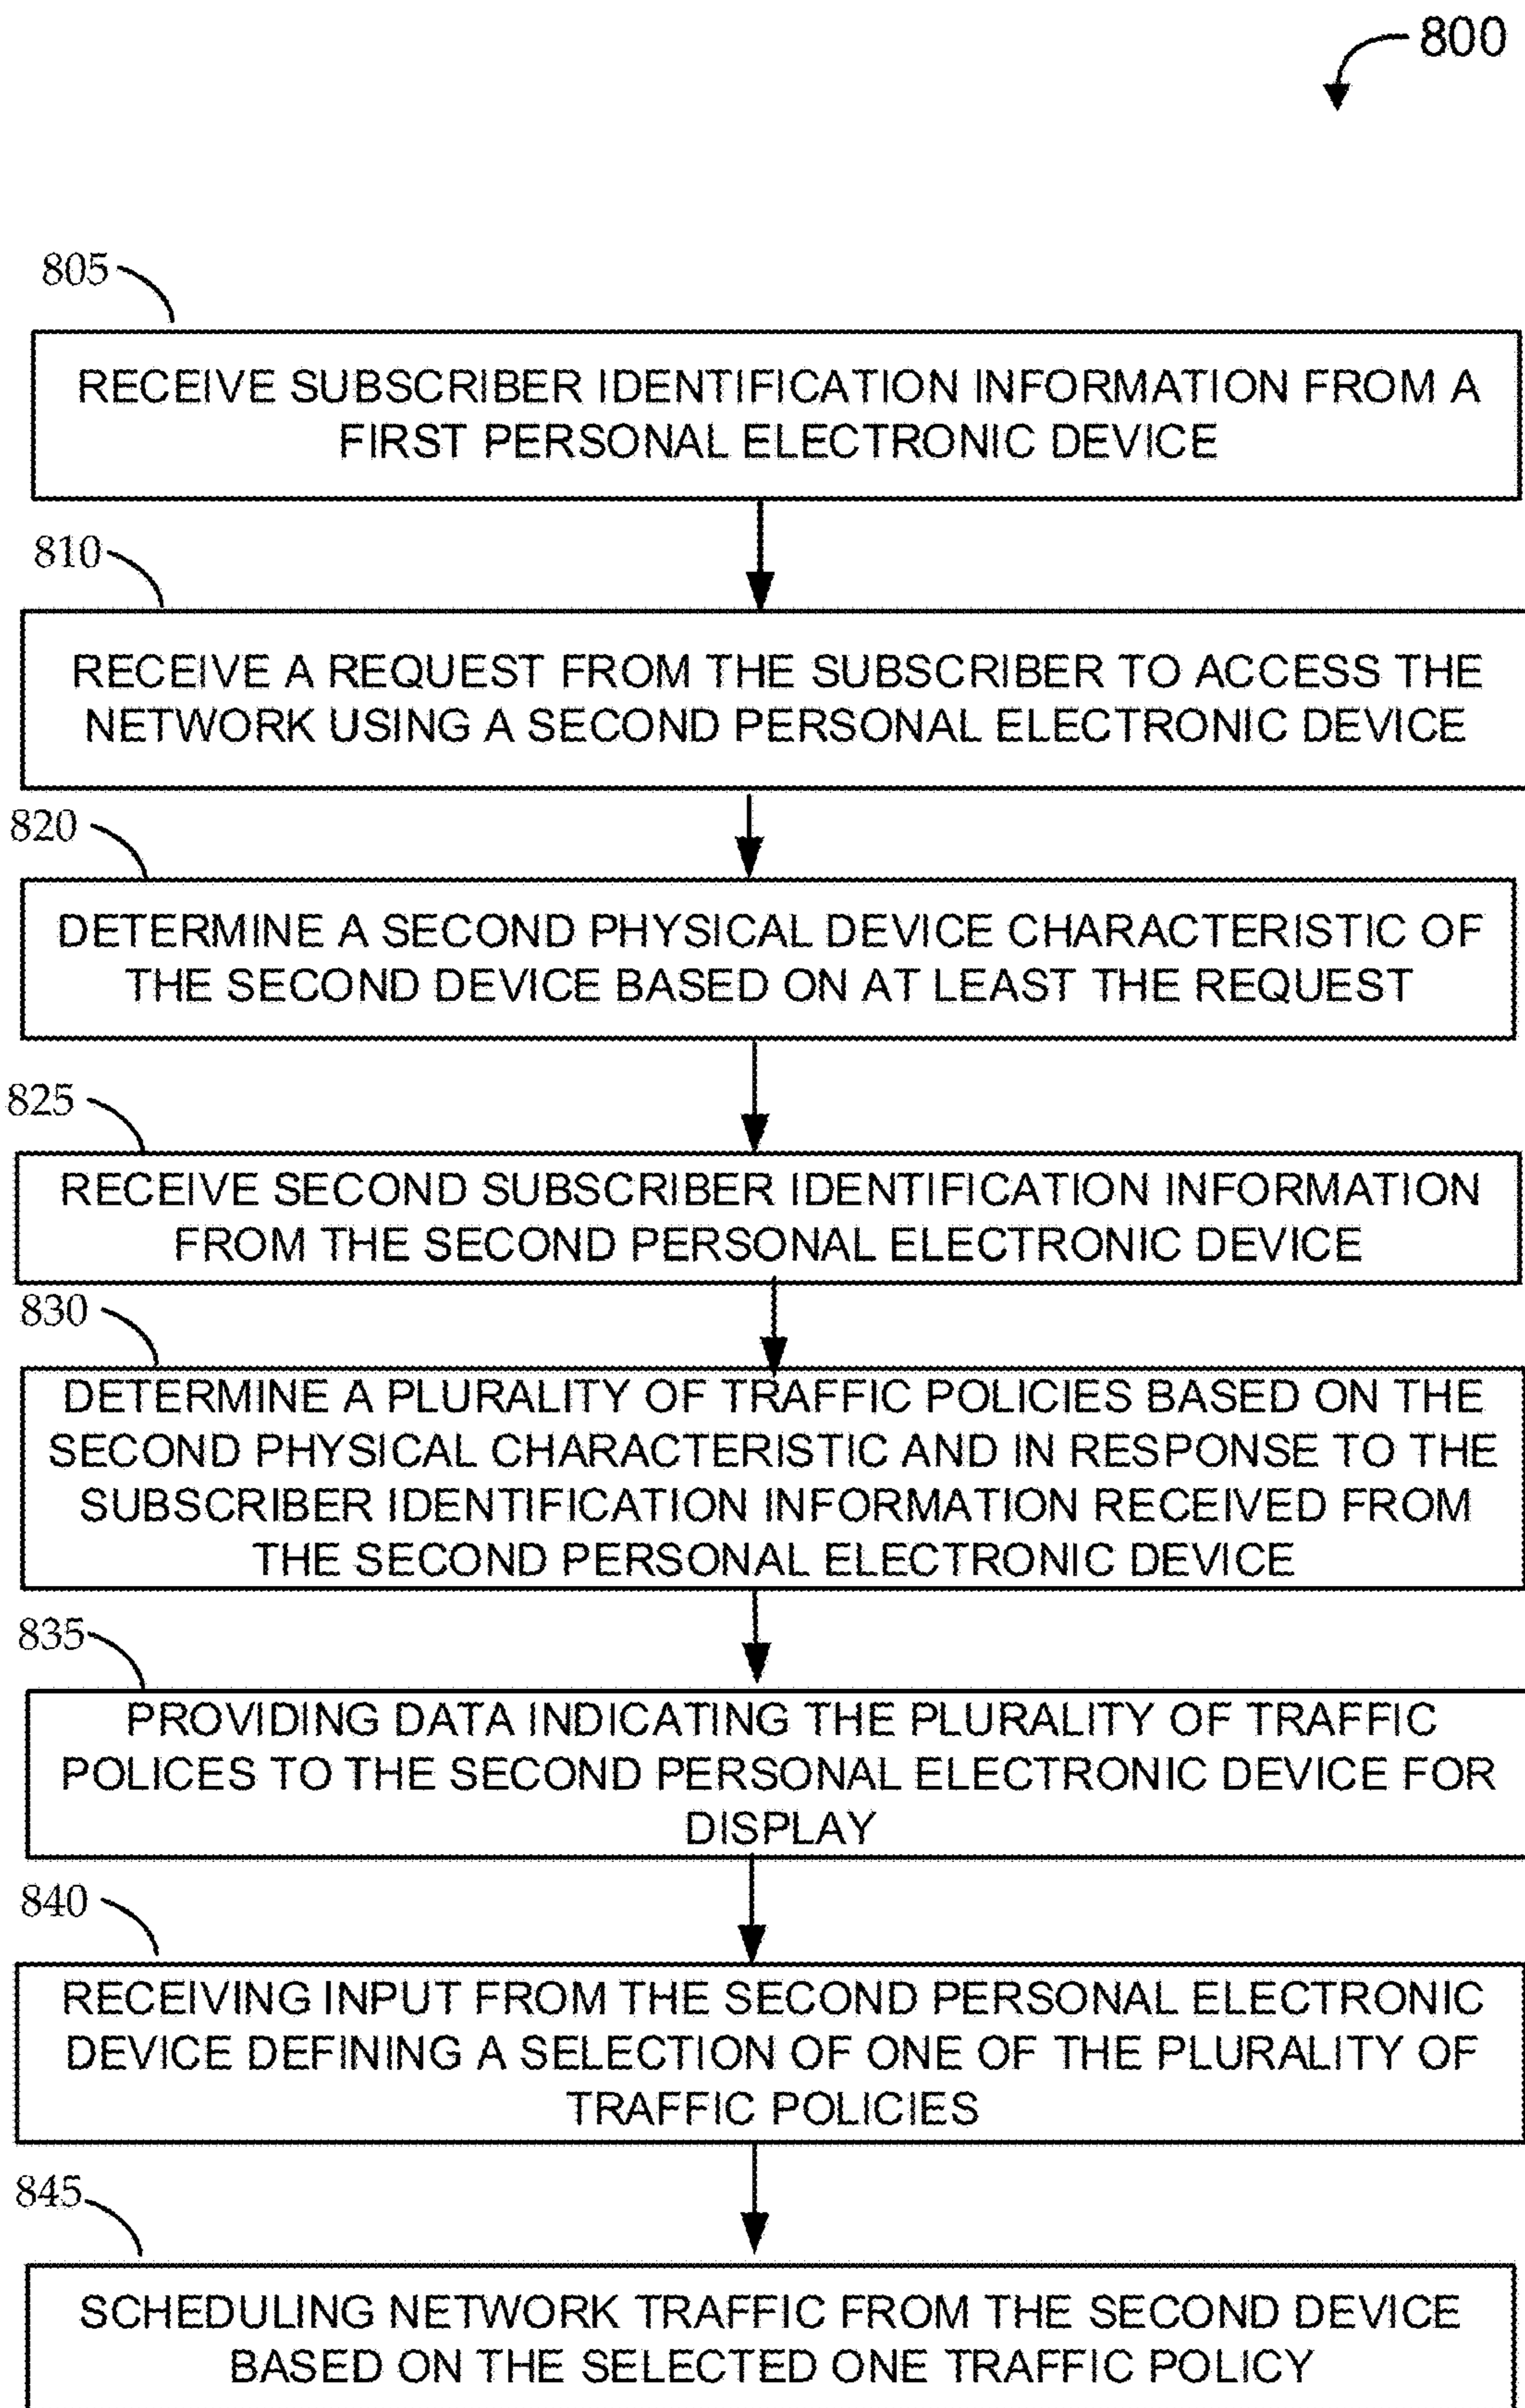 800
805
RECEIVE SUBSCRIBER IDENTIFICATION INFORMATION FROM A
FIRST PERSONAL ELECTRONIC DEVICE
810
RECEIVE A REQUEST FROM THE SUBSCRIBER TO ACCESS THE
NETWORK USING A SECOND PERSONAL ELECTRONIC DEVICE
820
DETERMINE A SECOND PHYSICAL DEVICE CHARACTERISTIC OF
THE SECOND DEVICE BASED ON AT LEAST THE REQUEST
825
RECEIVE SECOND SUBSCRIBER IDENTIFICATION INFORMATION
FROM THE SECOND PERSONAL ELECTRONIC DEVICE
830
DETERMINE A PLURALITY OF TRAFFIC POLICIES BASED ON THE
SECOND PHYSICAL CHARACTERISTIC AND IN RESPONSE TO THE
SUBSCRIBER IDENTIFICATION INFORMATION RECEIVED FROM
THE SECOND PERSONAL ELECTRONIC DEVICE
835
PROVIDING DATA INDICATING THE PLURALITY OF TRAFFIC
POLICES TO THE SECOND PERSONAL ELECTRONIC DEVICE FOR
DISPLAY
840
RECEIVING INPUT FROM THE SECOND PERSONAL ELECTRONIC
DEVICE DEFINING A SELECTION OF ONE OF THE PLURALITY OF
TRAFFIC POLICIES
845
SCHEDULING NETWORK TRAFFIC FROM THE SECOND DEVICE
BASED ON THE SELECTED ONE TRAFFIC POLICY